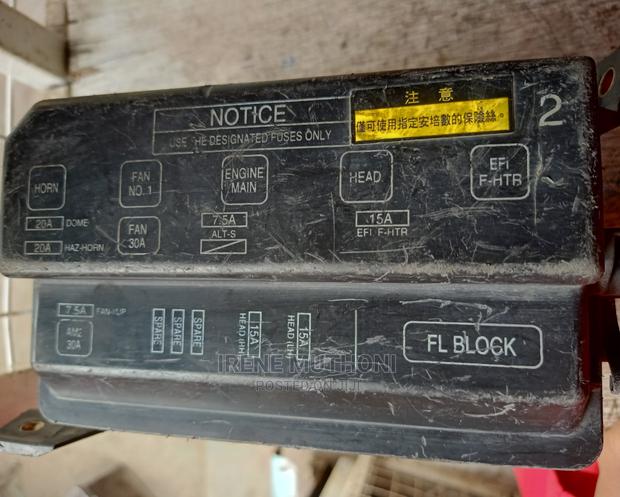 NOTICE
USE THE DESIGNATED FUSES ONLY
注 意
僅可使用指定安培數的保險絲。
2
HORN
FAN
NO.1
ENGINE
MAIN
HEAD
EFI
F-HTR
20A DOME
20A HAZ-HORN
FAN
30A
7.5A
ALT-S
15A
EFI F-HTR
7.5A FAN-I/UP
AM2
30A
SPARE
SPARE
SPARE
15A
HEAD (RH)
15A
HEAD (LH)
FL BLOCK
IRENE MUTHONI
POSTED ON JIJI